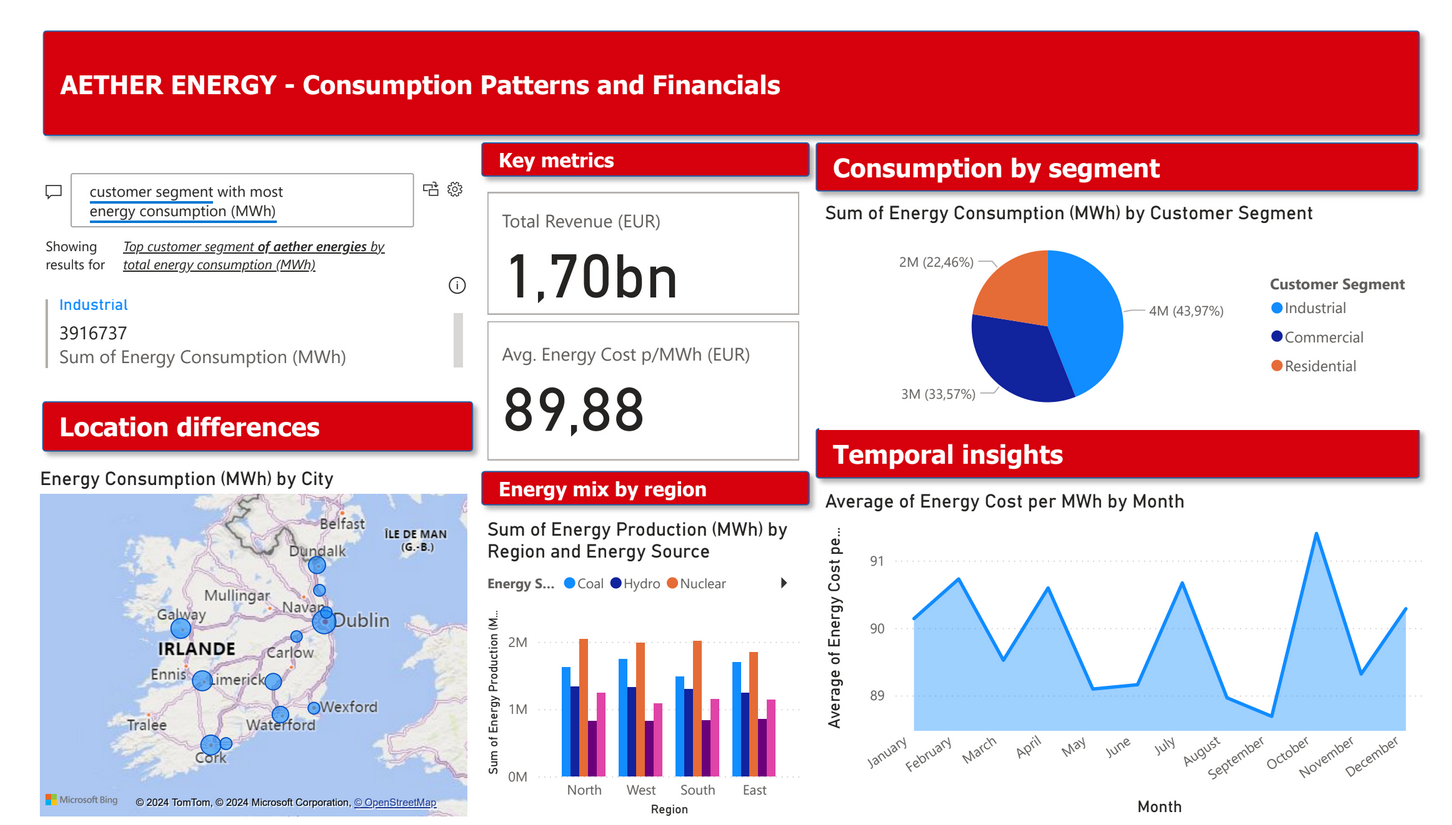 AETHER ENERGY - Consumption Patterns and Financials
customer segment with most
energy consumption (MWh)
Showing
results for
Top customer segment of aether energies by
total energy consumption (MWh)
Industrial
3916737
Sum of Energy Consumption (MWh)
Location differences
Energy Consumption (MWh) by City
Belfast
ÎLE DE MAN
(G.-B.)
Dundalk
Mullingar
Navan
Galway
Dublin
IRLANDE
Carlow
Ennis
Limerick
Wexford
Tralee
Waterford
Cork
Microsoft Bing
© 2024 TomTom, © 2024 Microsoft Corporation, © OpenStreetMap
Key metrics
Total Revenue (EUR)
1,70bn
Avg. Energy Cost p/MWh (EUR)
89,88
Energy mix by region
Sum of Energy Production (MWh) by
Region and Energy Source
Energy S... Coal Hydro Nuclear
Sum of Energy Production (M...
2M
1M
0M
North West South East
Region
Consumption by segment
Sum of Energy Consumption (MWh) by Customer Segment
2M (22,46%)
4M (43,97%)
3M (33,57%)
Customer Segment
Industrial
Commercial
Residential
Temporal insights
Average of Energy Cost per MWh by Month
Average of Energy Cost pe...
91
90
89
January February March April May June July August September October November December
Month